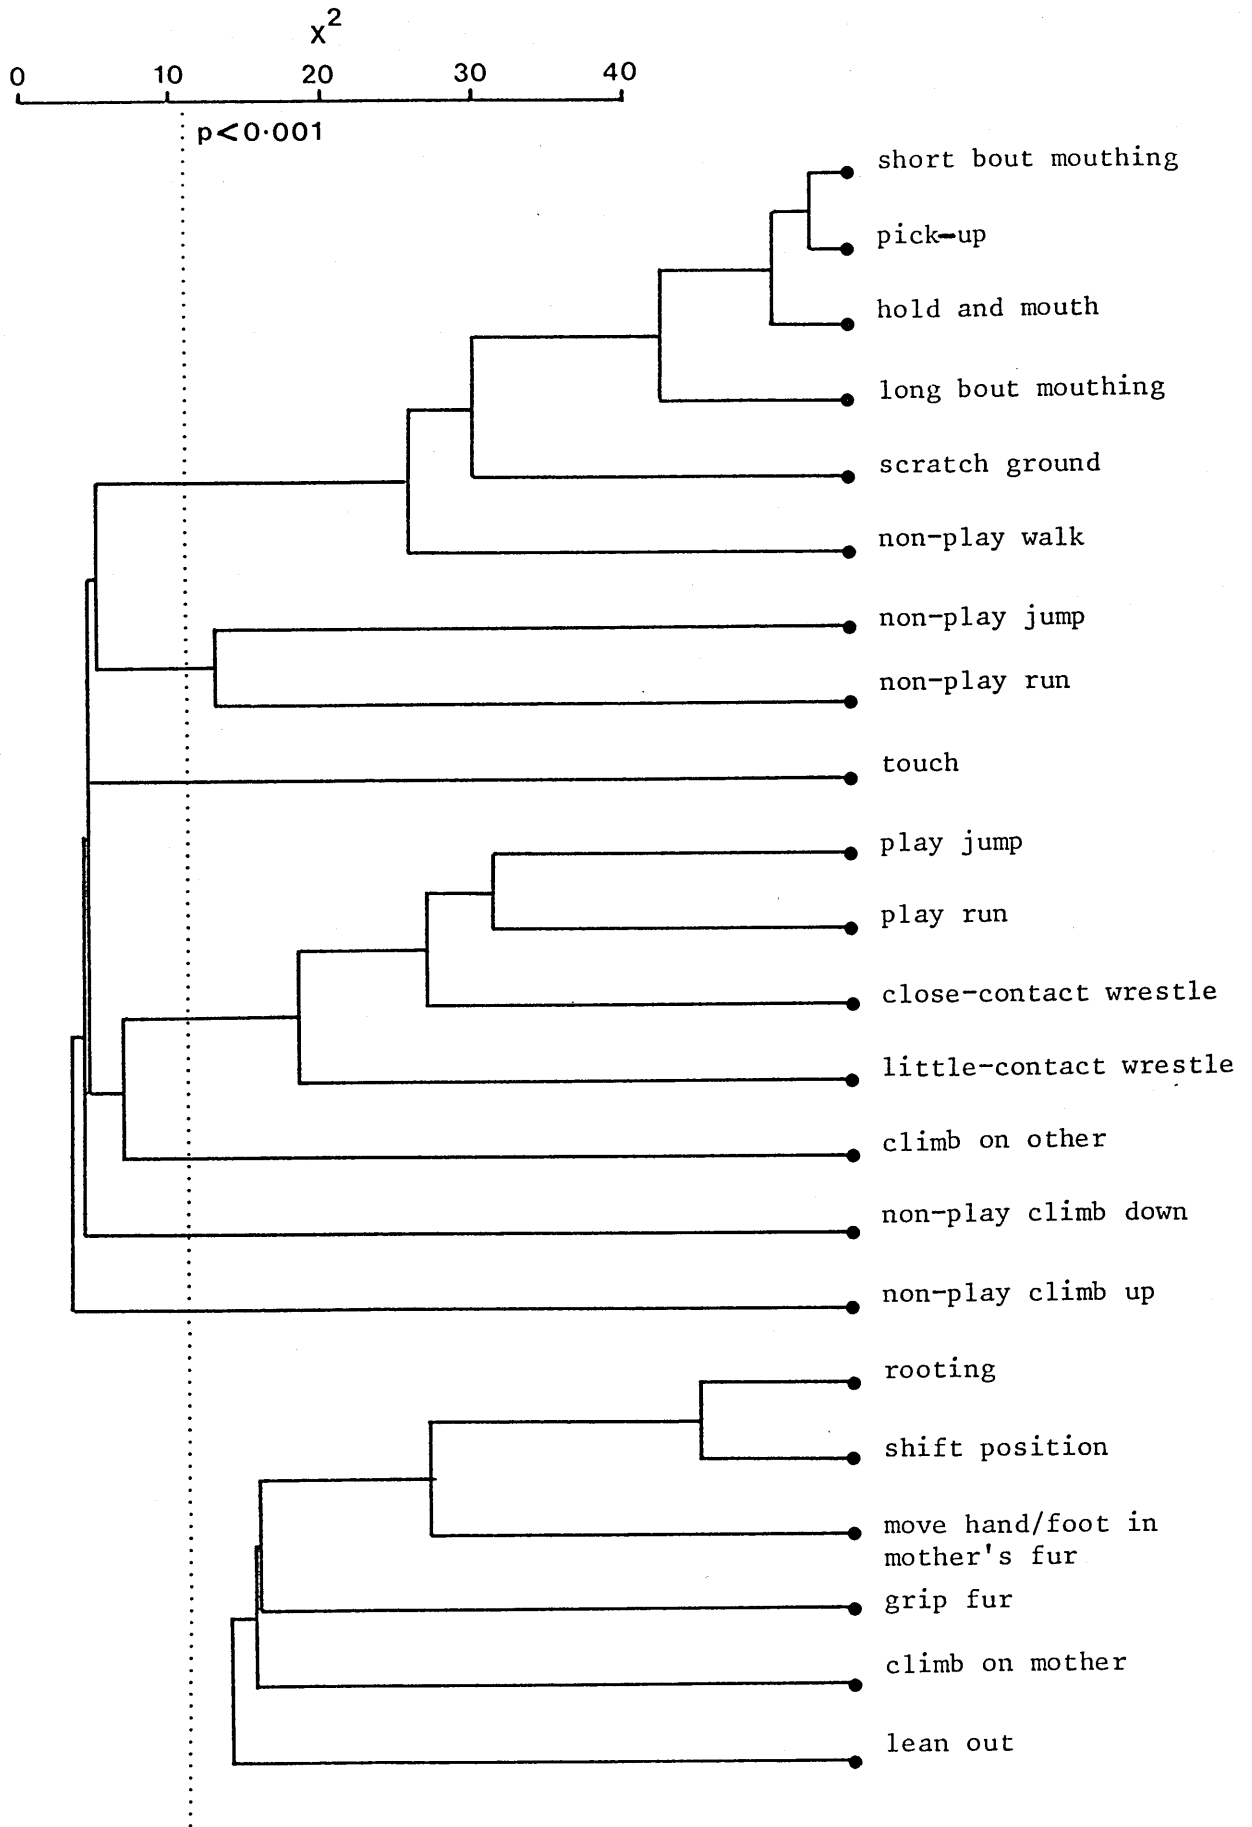 X²
0 10 20 30 40
p<0·001
short bout mouthing
pick-up
hold and mouth
long bout mouthing
scratch ground
non-play walk
non-play jump
non-play run
touch
play jump
play run
close-contact wrestle
little-contact wrestle
climb on other
non-play climb down
non-play climb up
rooting
shift position
move hand/foot in
mother's fur
grip fur
climb on mother
lean out